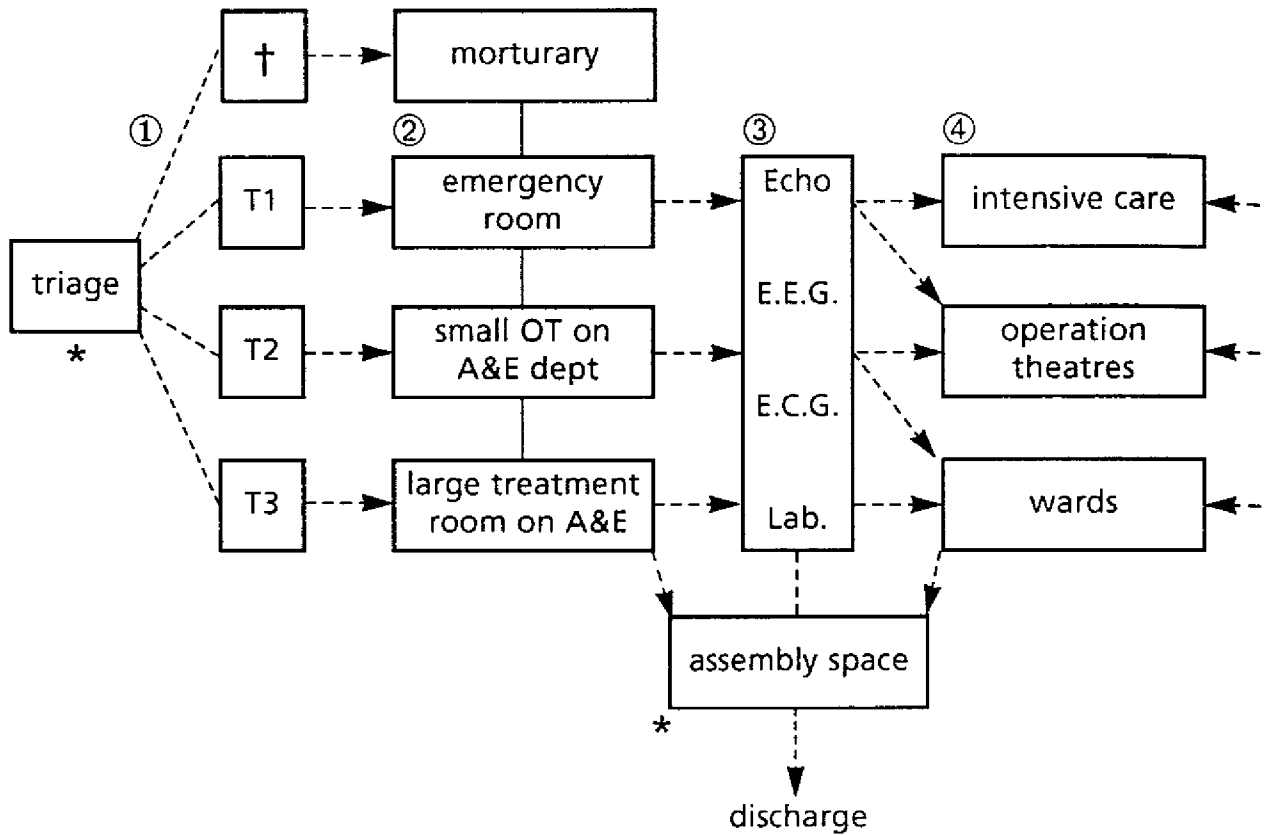 †
morturary
①
②
③
④
T1
emergency
room
Echo
intensive care
triage
*
E.E.G.
T2
small OT on
A&E dept
operation
theatres
E.C.G.
T3
large treatment
room on A&E
Lab.
wards
assembly space
*
discharge